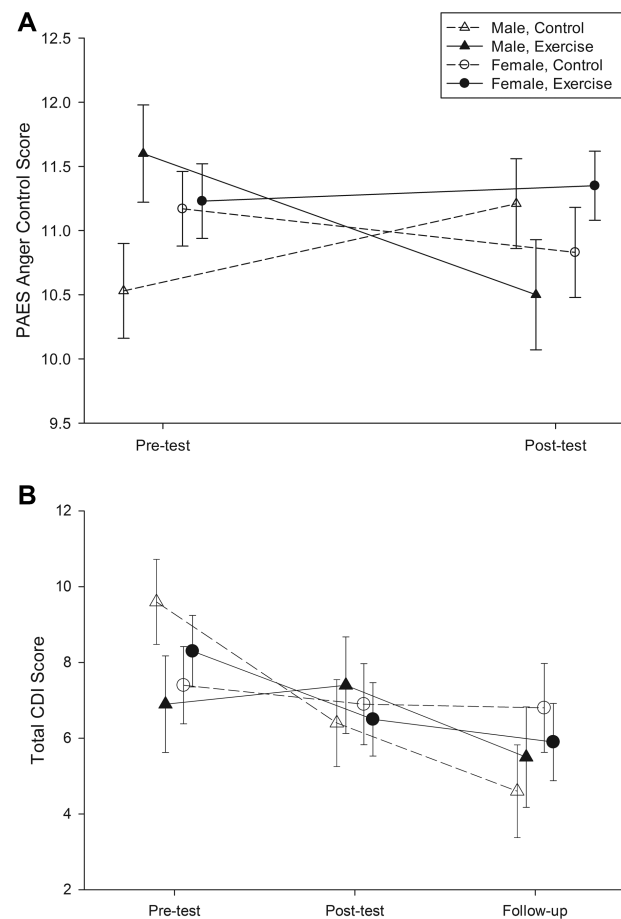 A
Male, Control
Male, Exercise
Female, Control
Female, Exercise
PAES Anger Control Score
12.5
12.0
11.5
11.0
10.5
10.0
9.5
Pre-test
Post-test
B
Total CDI Score
12
10
8
6
4
2
Pre-test
Post-test
Follow-up